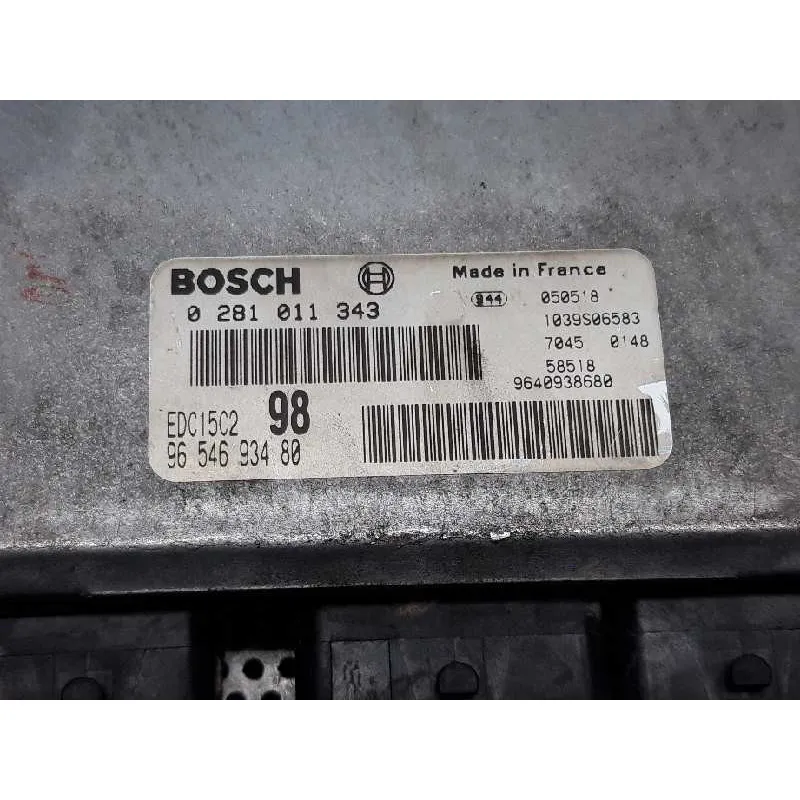 BOSCH
Made in France
0 281 011 343
944
050518
1039S06583
7045 0148
58518
9640938680
EDC15C2 98
96 546 934 80